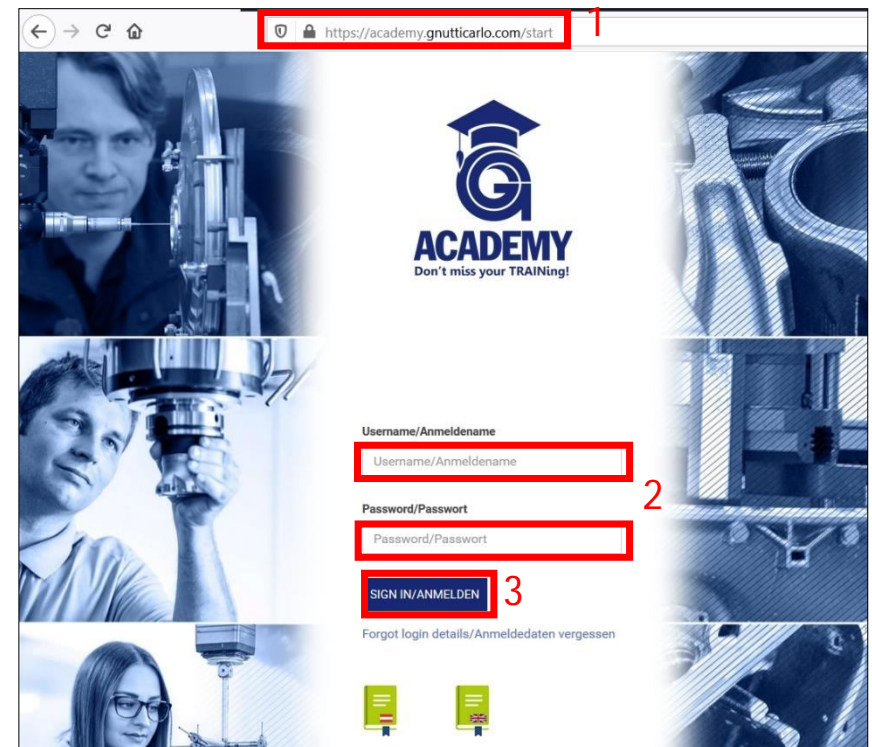 https://academy.gnutticarlo.com/start
1
ACADEMY
Don't miss your TRAINing!
Username/Anmeldename
Username/Anmeldename
2
Password/Passwort
Password/Passwort
SIGN IN/ANMELDEN
3
Forgot login details/Anmeldedaten vergessen